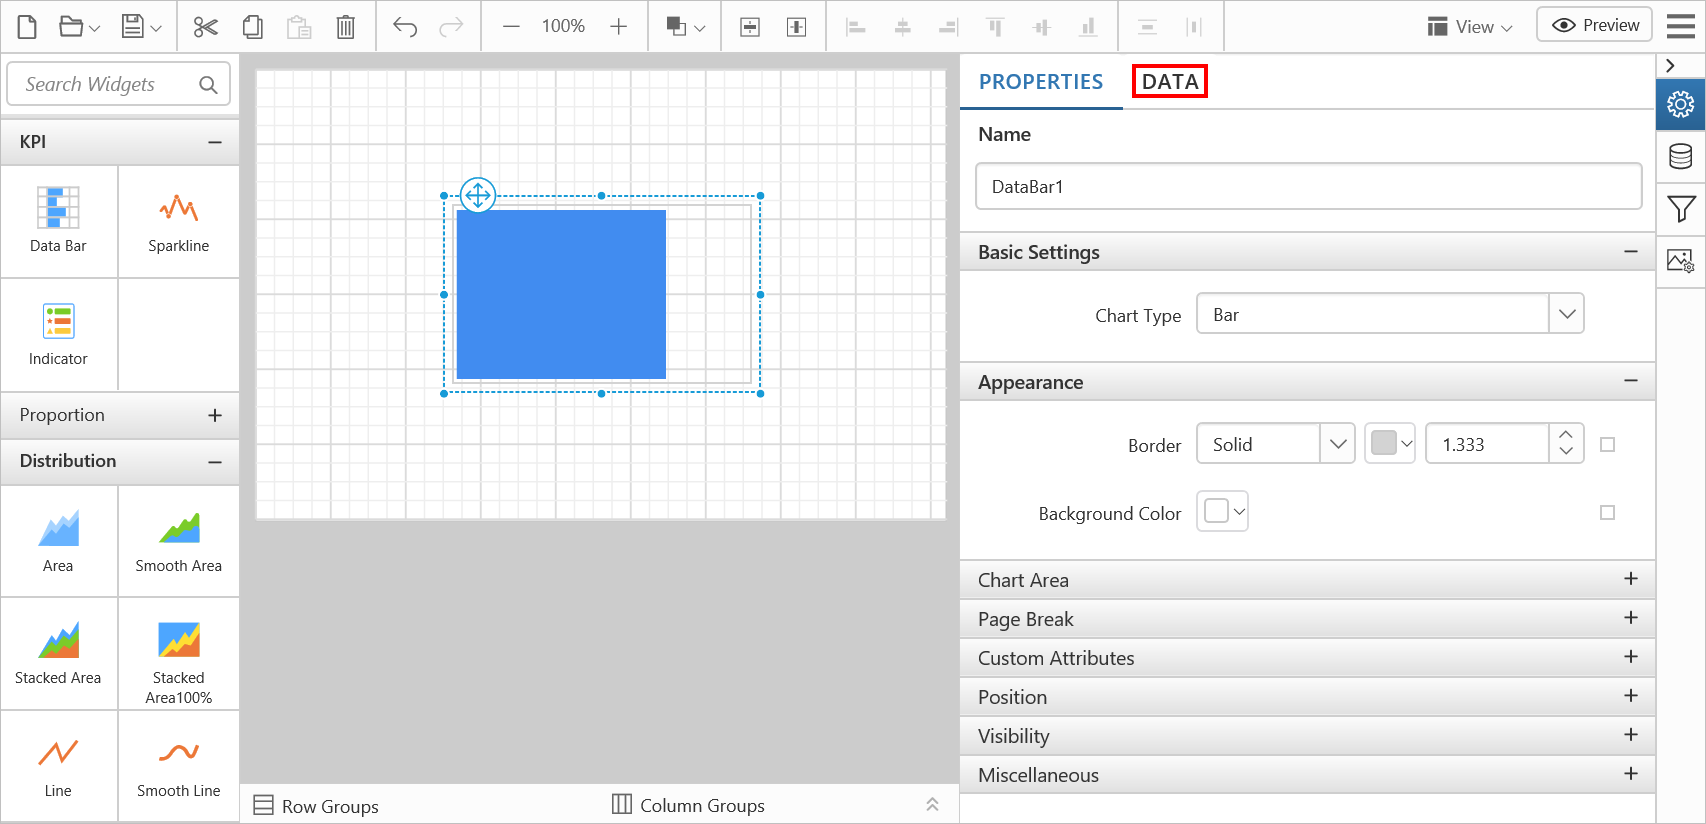 100%
View
Preview
Search Widgets
KPI
Data Bar
Sparkline
Indicator
Proportion
Distribution
Area
Smooth Area
Stacked Area
Stacked
Area100%
Line
Smooth Line
Row Groups
Column Groups
PROPERTIES
DATA
Name
DataBar1
Basic Settings
Chart Type
Bar
Appearance
Border
Solid
1.333
Background Color
Chart Area
Page Break
Custom Attributes
Position
Visibility
Miscellaneous